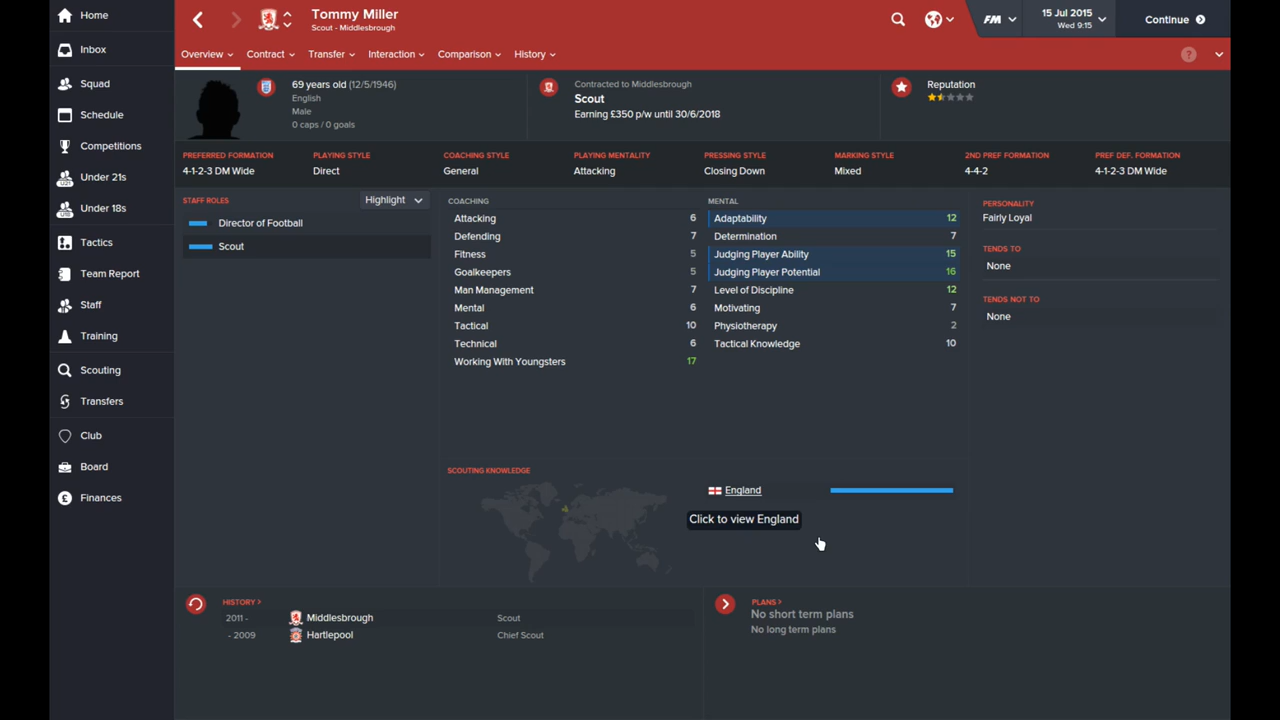 Home
Inbox
Squad
Schedule
Competitions
U21 Under 21s
U18 Under 18s
Tactics
Team Report
Staff
Training
Scouting
Transfers
Club
Board
Finances
Tommy Miller
Scout - Middlesbrough
FM
15 Jul 2015
Wed 9:15
Continue
Overview Contract Transfer Interaction Comparison History
?
69 years old (12/5/1946)
English
Male
0 caps / 0 goals
Contracted to Middlesbrough
Scout
Earning £350 p/w until 30/6/2018
Reputation
PREFERRED FORMATION
4-1-2-3 DM Wide
PLAYING STYLE
Direct
COACHING STYLE
General
PLAYING MENTALITY
Attacking
PRESSING STYLE
Closing Down
MARKING STYLE
Mixed
2ND PREF FORMATION
4-4-2
PREF DEF. FORMATION
4-1-2-3 DM Wide
STAFF ROLES
Highlight
Director of Football
Scout
COACHING
Attacking 6
Defending 7
Fitness 5
Goalkeepers 5
Man Management 7
Mental 6
Tactical 10
Technical 6
Working With Youngsters 17
MENTAL
Adaptability 12
Determination 7
Judging Player Ability 15
Judging Player Potential 16
Level of Discipline 12
Motivating 7
Physiotherapy 2
Tactical Knowledge 10
PERSONALITY
Fairly Loyal
TENDS TO
None
TENDS NOT TO
None
SCOUTING KNOWLEDGE
England
Click to view England
HISTORY >
2011 - Middlesbrough Scout
- 2009 Hartlepool Chief Scout
PLANS >
No short term plans
No long term plans